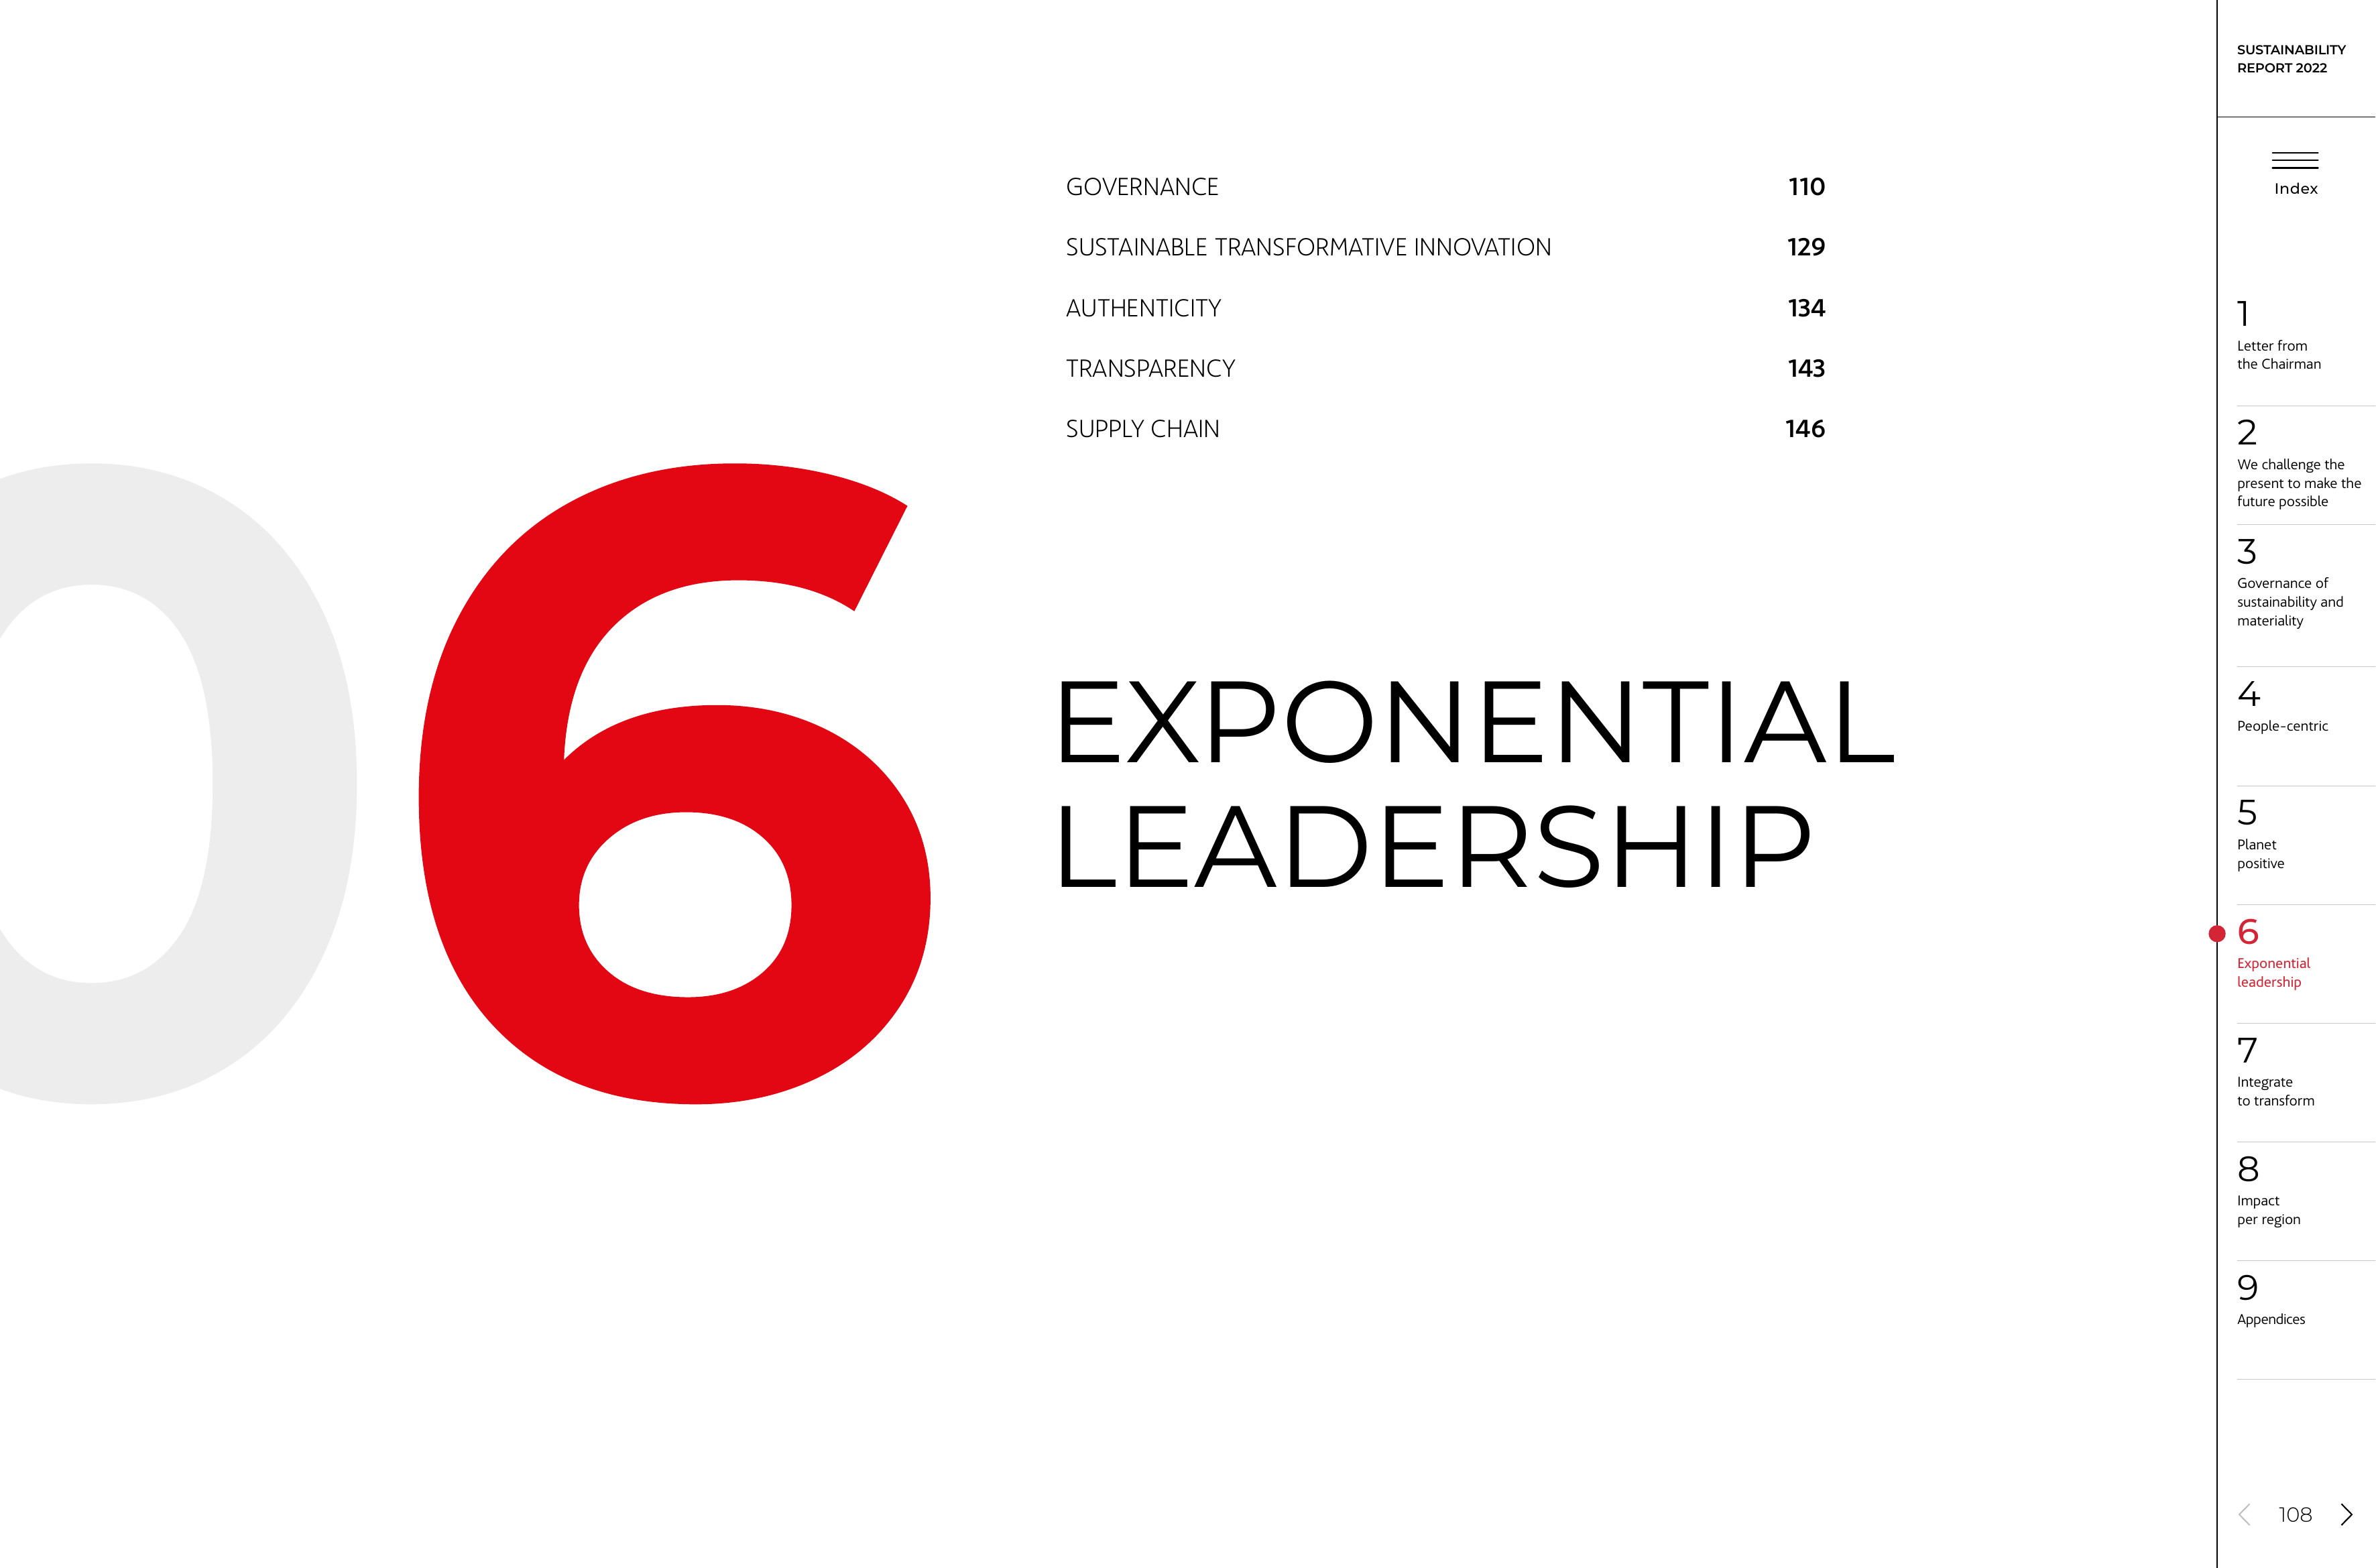 GOVERNANCE 110
SUSTAINABLE TRANSFORMATIVE INNOVATION 129
AUTHENTICITY 134
TRANSPARENCY 143
SUPPLY CHAIN 146
06
EXPONENTIAL
LEADERSHIP
SUSTAINABILITY
REPORT 2022
Index
1
Letter from
the Chairman
2
We challenge the
present to make the
future possible
3
Governance of
sustainability and
materiality
4
People-centric
5
Planet
positive
6
Exponential
leadership
7
Integrate
to transform
8
Impact
per region
9
Appendices
108